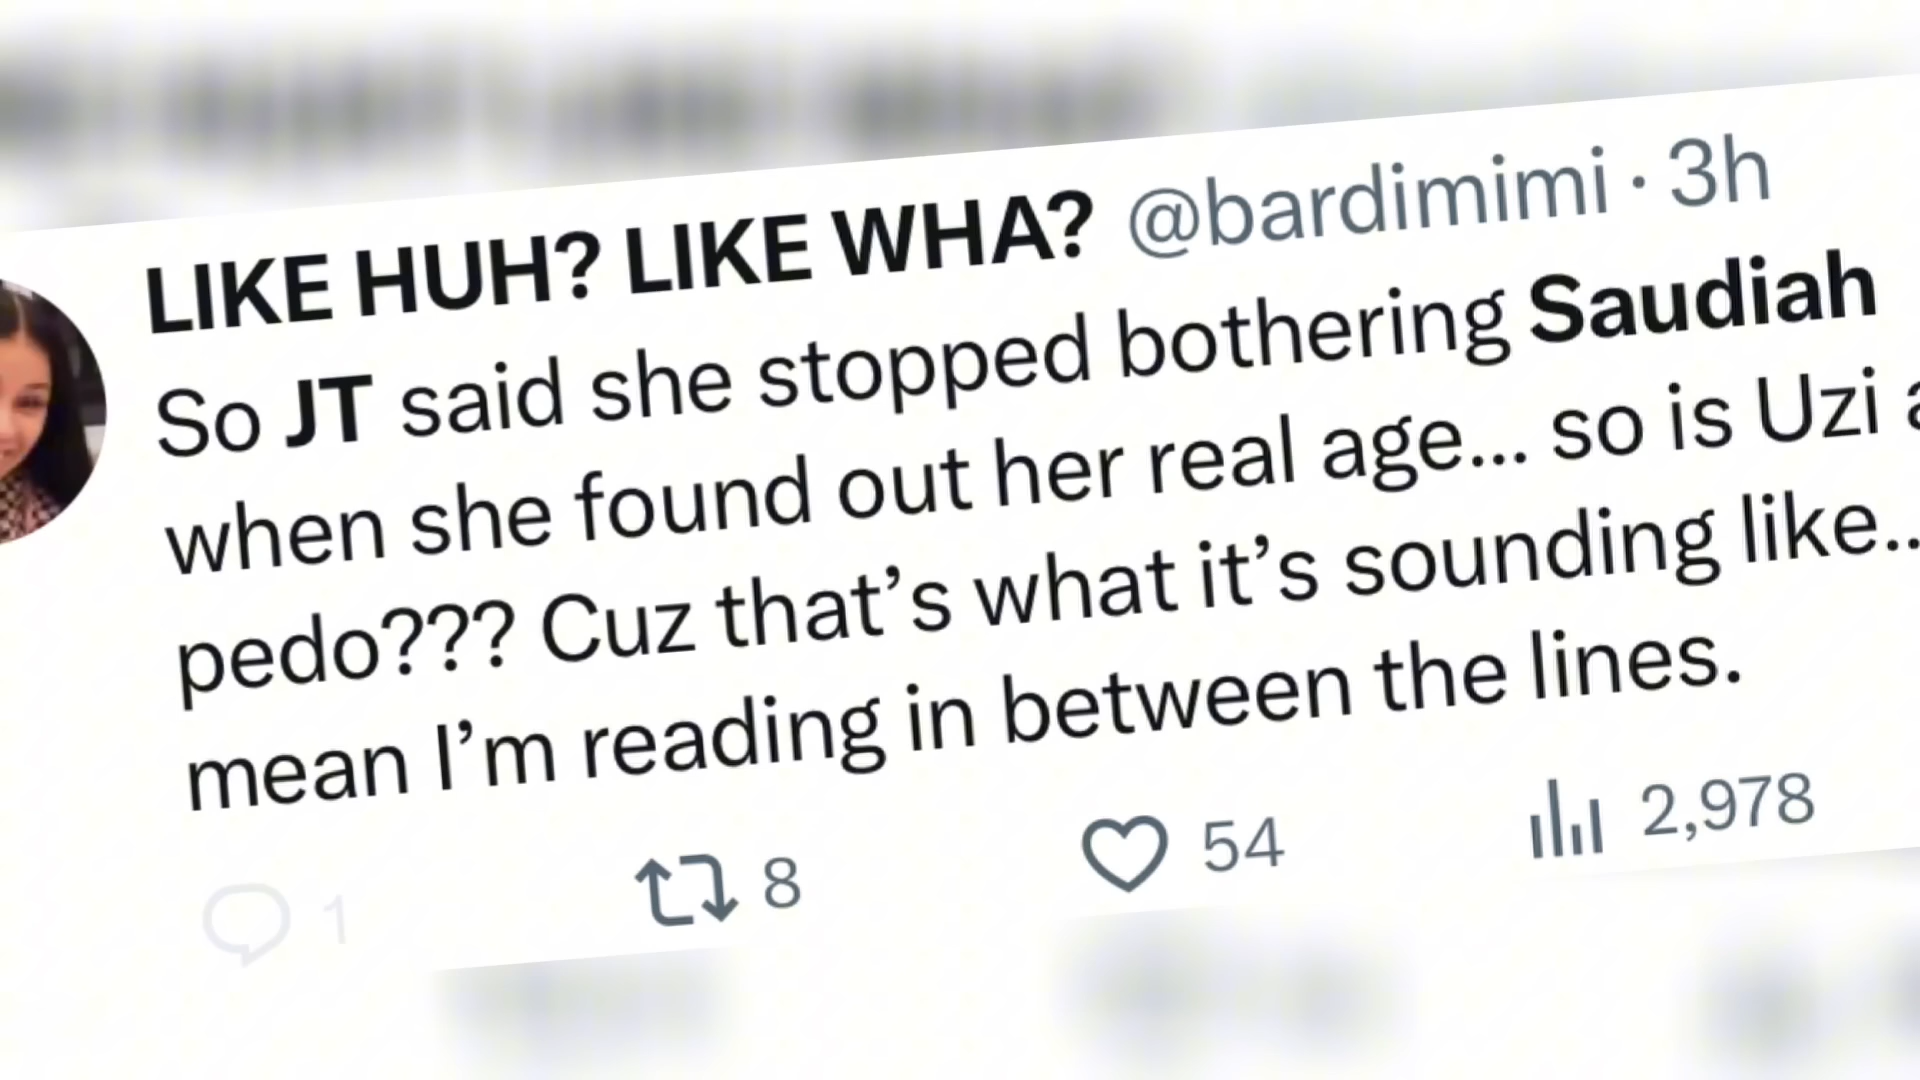 LIKE HUH? LIKE WHA? @bardimimi · 3h
So JT said she stopped bothering Saudiah
when she found out her real age... so is Uzi
pedo??? Cuz that’s what it’s sounding like..
mean I’m reading in between the lines.
1 8 54 2,978